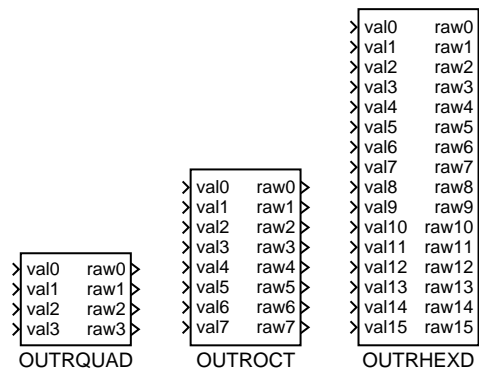 val0 raw0
val1 raw1
val2 raw2
val3 raw3
OUTRQUAD
val0 raw0
val1 raw1
val2 raw2
val3 raw3
val4 raw4
val5 raw5
val6 raw6
val7 raw7
OUTROCT
val0 raw0
val1 raw1
val2 raw2
val3 raw3
val4 raw4
val5 raw5
val6 raw6
val7 raw7
val8 raw8
val9 raw9
val10 raw10
val11 raw11
val12 raw12
val13 raw13
val14 raw14
val15 raw15
OUTRHEXD